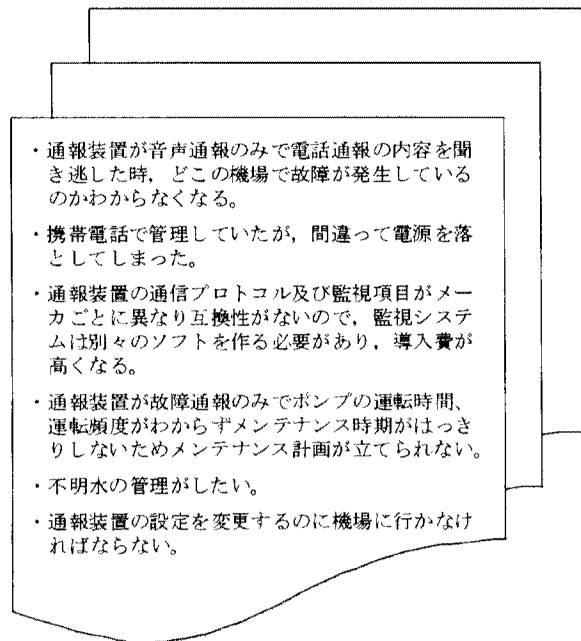 ・通報装置が音声通報のみで電話通報の内容を聞
き逃した時，どこの機場で故障が発生している
のかわからなくなる。
・携帯電話で管理していたが，間違って電源を落
としてしまった。
・通報装置の通信プロトコル及び監視項目がメー
カごとに異なり互換性がないので，監視システ
ムは別々のソフトを作る必要があり，導入費が
高くなる。
・通報装置が故障通報のみでポンプの運転時間、
運転頻度がわからずメンテナンス時期がはっき
りしないためメンテナンス計画が立てられない。
・不明水の管理がしたい。
・通報装置の設定を変更するのに機場に行かなけ
ればならない。